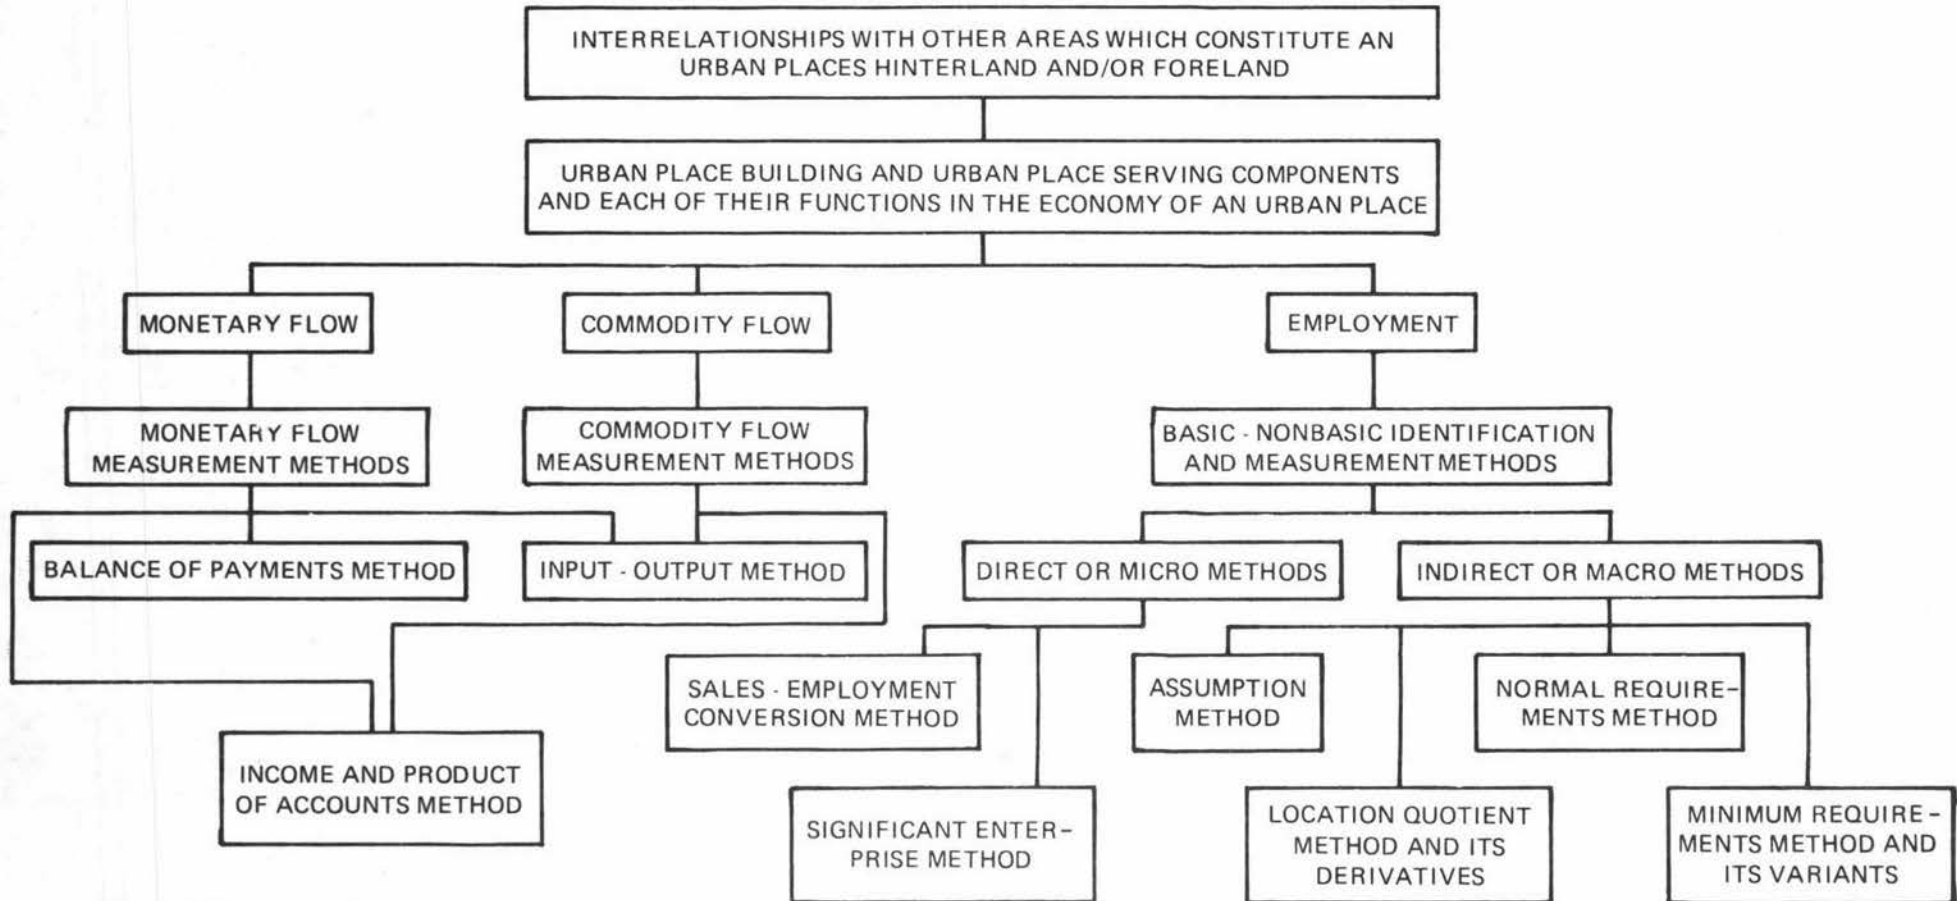 INTERRELATIONSHIPS WITH OTHER AREAS WHICH CONSTITUTE AN
URBAN PLACES HINTERLAND AND/OR FORELAND
URBAN PLACE BUILDING AND URBAN PLACE SERVING COMPONENTS
AND EACH OF THEIR FUNCTIONS IN THE ECONOMY OF AN URBAN PLACE
MONETARY FLOW
COMMODITY FLOW
EMPLOYMENT
MONETARY FLOW
MEASUREMENT METHODS
COMMODITY FLOW
MEASUREMENT METHODS
BASIC - NONBASIC IDENTIFICATION
AND MEASUREMENT METHODS
BALANCE OF PAYMENTS METHOD
INPUT - OUTPUT METHOD
DIRECT OR MICRO METHODS
INDIRECT OR MACRO METHODS
SALES - EMPLOYMENT
CONVERSION METHOD
ASSUMPTION
METHOD
NORMAL REQUIRE-
MENTS METHOD
INCOME AND PRODUCT
OF ACCOUNTS METHOD
SIGNIFICANT ENTER-
PRISE METHOD
LOCATION QUOTIENT
METHOD AND ITS
DERIVATIVES
MINIMUM REQUIRE-
MENTS METHOD AND
ITS VARIANTS